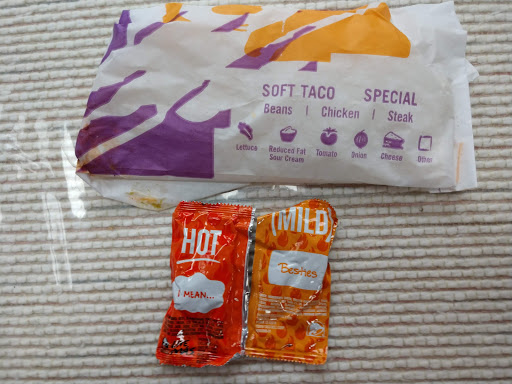 SOFT TACO SPECIAL
Beans | Chicken | Steak
Lettuce Reduced Fat Sour Cream Tomato Onion Cheese Other
HOT
MEAN...
(MILD)
Besties